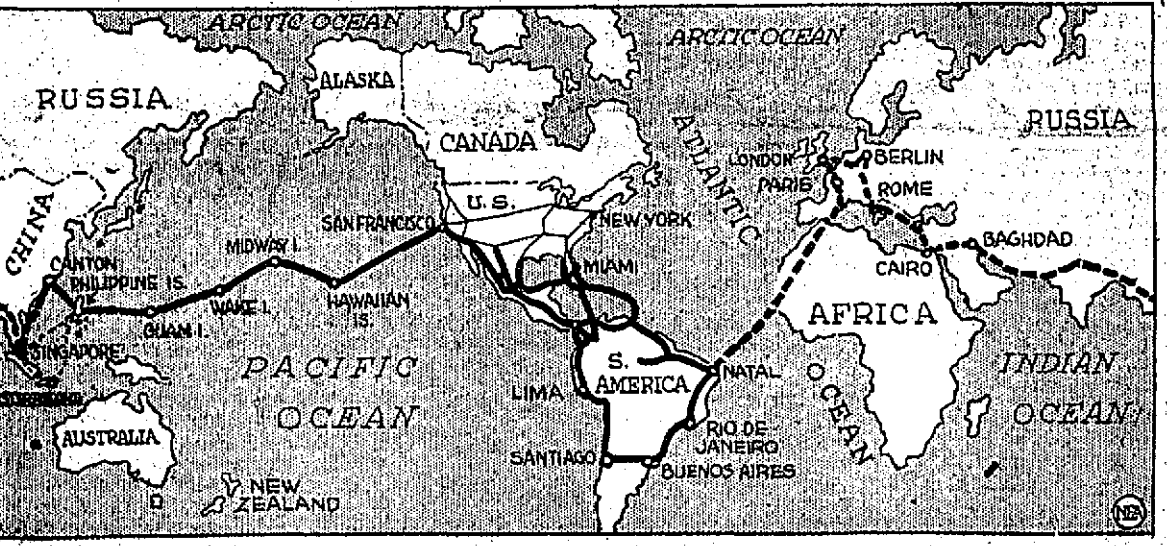 ARCTIC OCEAN
ARCTIC OCEAN
ALASKA
RUSSIA
RUSSIA
CANADA
ATLANTIC
OCEAN
LONDON
BERLIN
PARIS
ROME
U.S.
NEW YORK
SAN FRANCISCO
CHINA
MIDWAY I.
BAGHDAD
CAIRO
CANTON
MIAMI
PHILIPPINE IS.
HAWAIIAN
IS.
WAKE I.
GUAM I.
AFRICA
SINGAPORE
PACIFIC
OCEAN
S.
AMERICA
NATAL
INDIAN
OCEAN
LIMA
AUSTRALIA
RIO DE
JANEIRO
SANTIAGO
BUENOS AIRES
NEW
ZEALAND
NEA